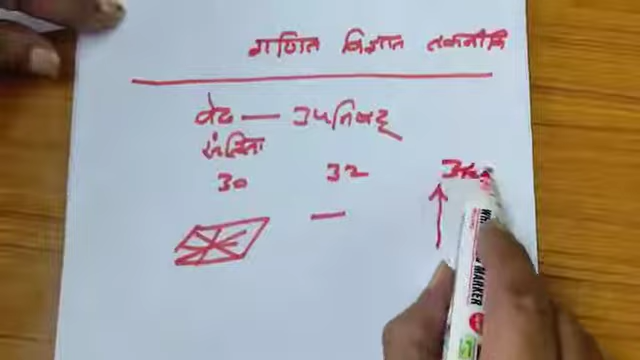 गणित विज्ञान तकनीकि
वेद — उपनिषद्
संहिता
30 32
MARKER